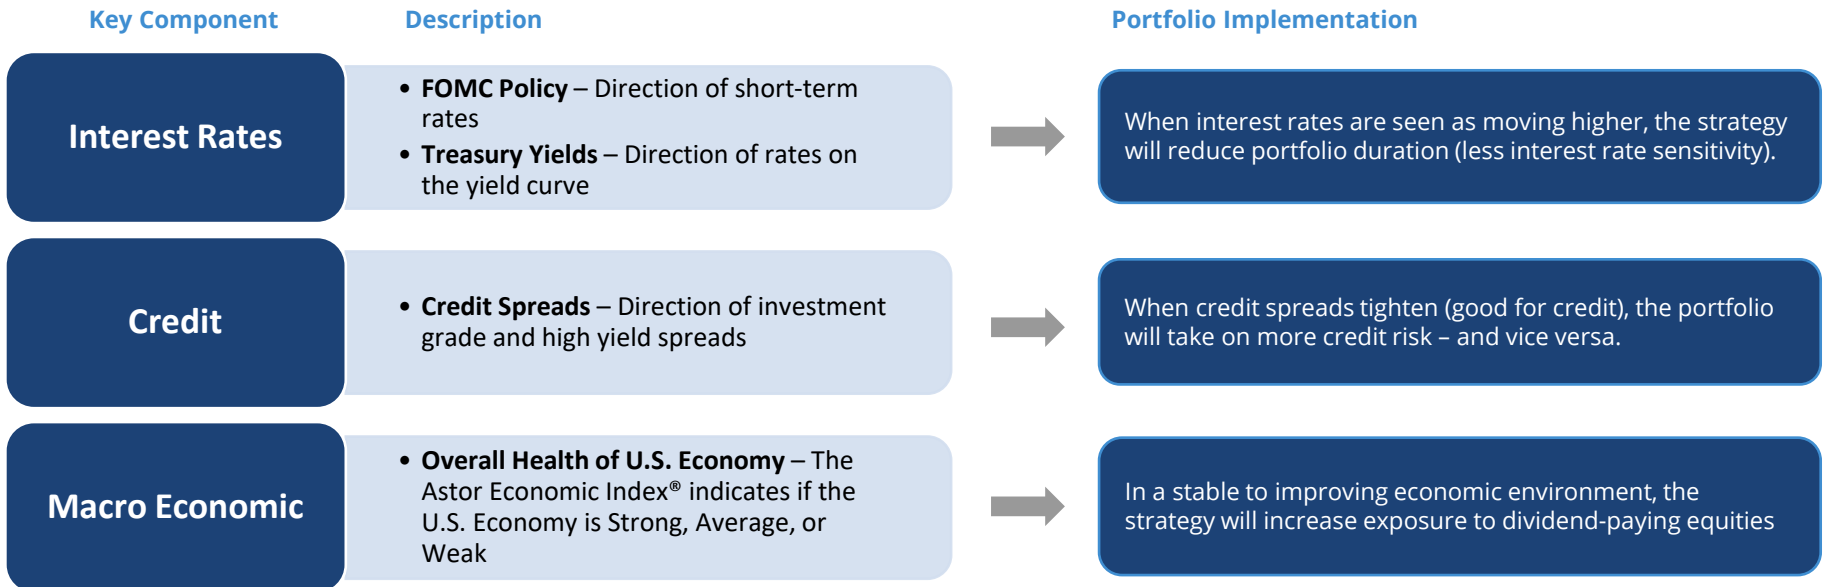 Key Component
Description
Portfolio Implementation
Interest Rates
• FOMC Policy – Direction of short-term
rates
• Treasury Yields – Direction of rates on
the yield curve
When interest rates are seen as moving higher, the strategy
will reduce portfolio duration (less interest rate sensitivity).
Credit
• Credit Spreads – Direction of investment
grade and high yield spreads
When credit spreads tighten (good for credit), the portfolio
will take on more credit risk – and vice versa.
Macro Economic
• Overall Health of U.S. Economy – The
Astor Economic Index® indicates if the
U.S. Economy is Strong, Average, or
Weak
In a stable to improving economic environment, the
strategy will increase exposure to dividend-paying equities